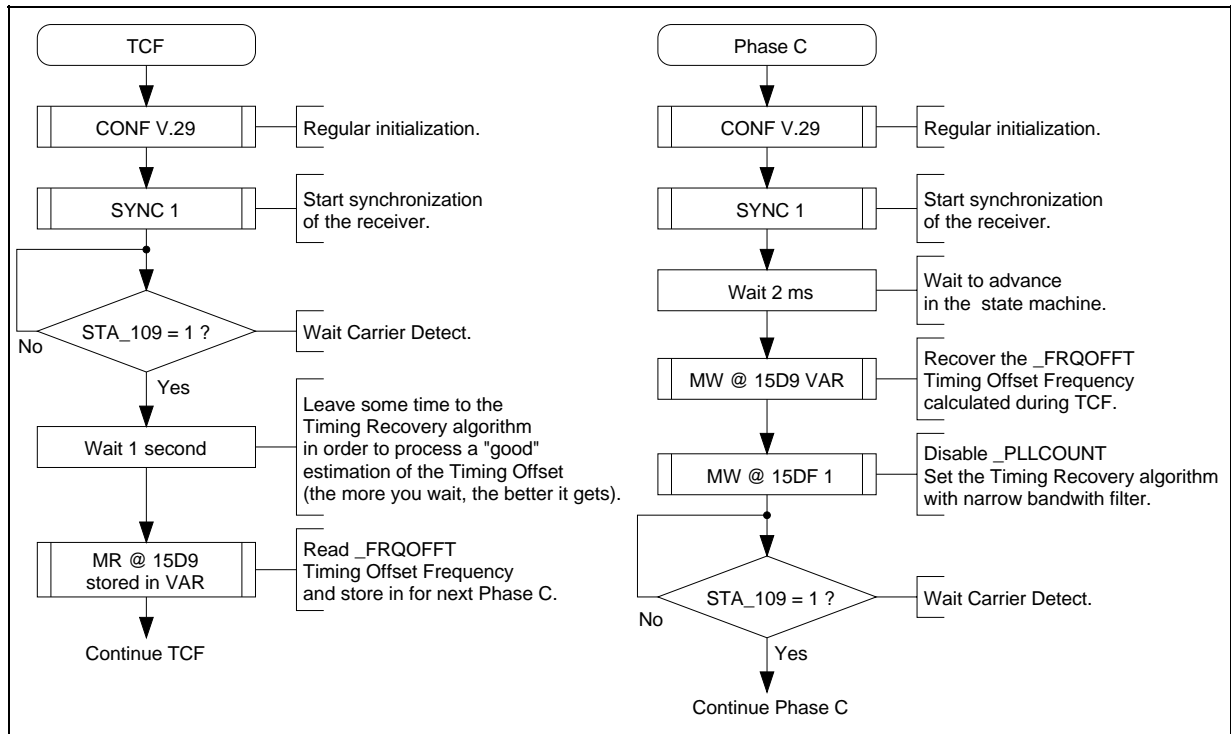 TCF
CONF V.29
Regular initialization.
SYNC 1
Start synchronization
of the receiver.
STA_109 = 1 ?
Wait Carrier Detect.
No
Yes
Wait 1 second
Leave some time to the
Timing Recovery algorithm
in order to process a "good"
estimation of the Timing Offset
(the more you wait, the better it gets).
MR @ 15D9
stored in VAR
Read _FRQOFFT
Timing Offset Frequency
and store in for next Phase C.
Continue TCF
Phase C
CONF V.29
Regular initialization.
SYNC 1
Start synchronization
of the receiver.
Wait 2 ms
Wait to advance
in the state machine.
MW @ 15D9 VAR
Recover the _FRQOFFT
Timing Offset Frequency
calculated during TCF.
MW @ 15DF 1
Disable _PLLCOUNT
Set the Timing Recovery algorithm
with narrow bandwith filter.
STA_109 = 1 ?
Wait Carrier Detect.
No
Yes
Continue Phase C